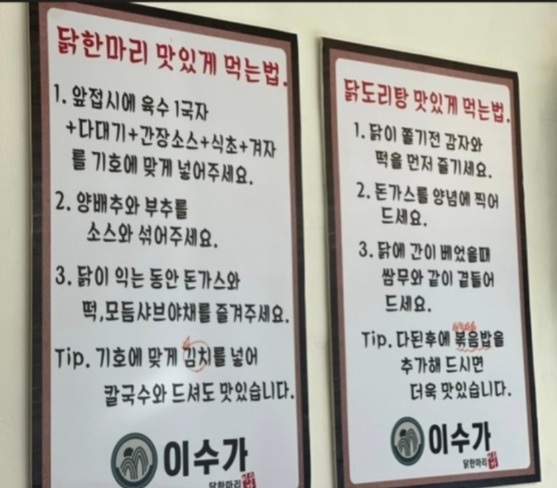 닭한마리 맛있게 먹는법.
1. 앞접시에 육수 1국자
+다대기+간장소스+식초+겨자
를 기호에 맞게 넣어주세요.
2. 양배추와 부추를
소스와 섞어주세요.
3. 닭이 익는 동안 돈가스와
떡,모듬샤브야채를 즐겨주세요.
Tip. 기호에 맞게 김치를 넣어
칼국수와 드셔도 맛있습니다.
이수가
닭한마리
닭도리탕 맛있게 먹는법.
1. 닭이 쫄기전 감자와
떡을 먼저 즐기세요.
2. 돈가스를 양념에 찍어
드세요.
3. 닭에 간이 베었을때
쌈무와 같이 곁들어
드세요.
Tip. 다된후에 볶음밥을
추가해 드시면
더욱 맛있습니다.
이수가
닭한마리